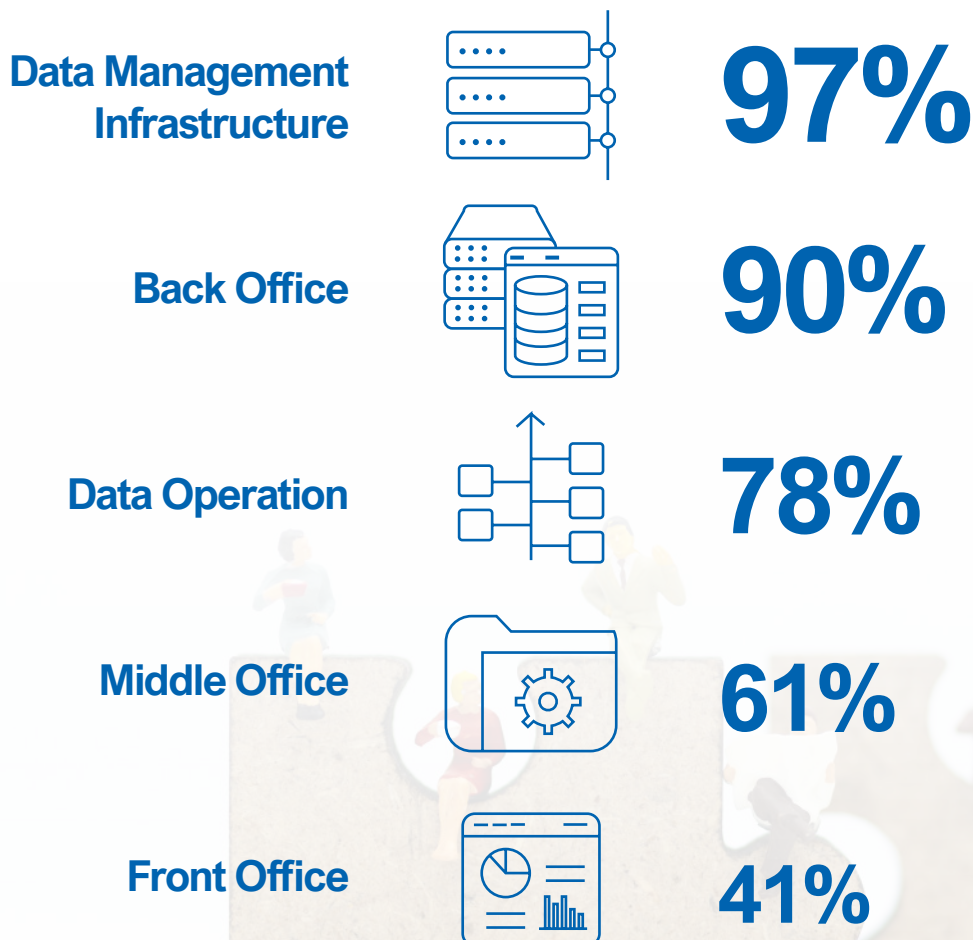 Data Management
Infrastructure
97%
Back Office
90%
Data Operation
78%
Middle Office
61%
Front Office
41%